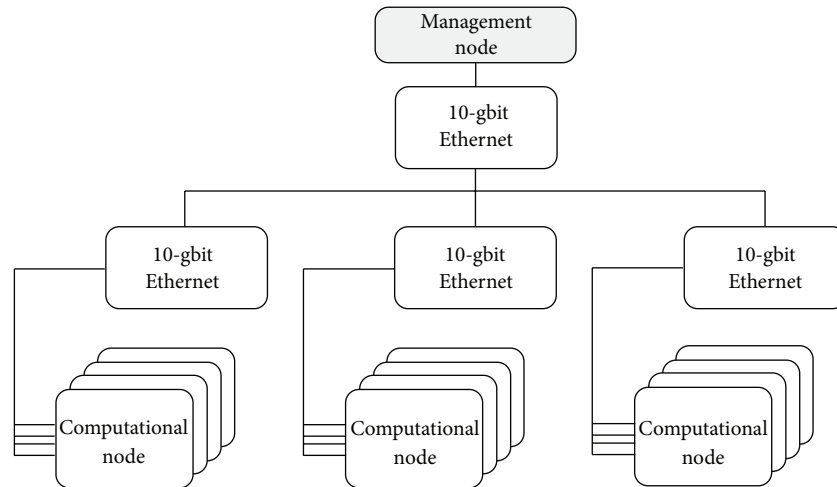 Management
node
10-gbit
Ethernet
10-gbit
Ethernet
10-gbit
Ethernet
10-gbit
Ethernet
Computational
node
Computational
node
Computational
node